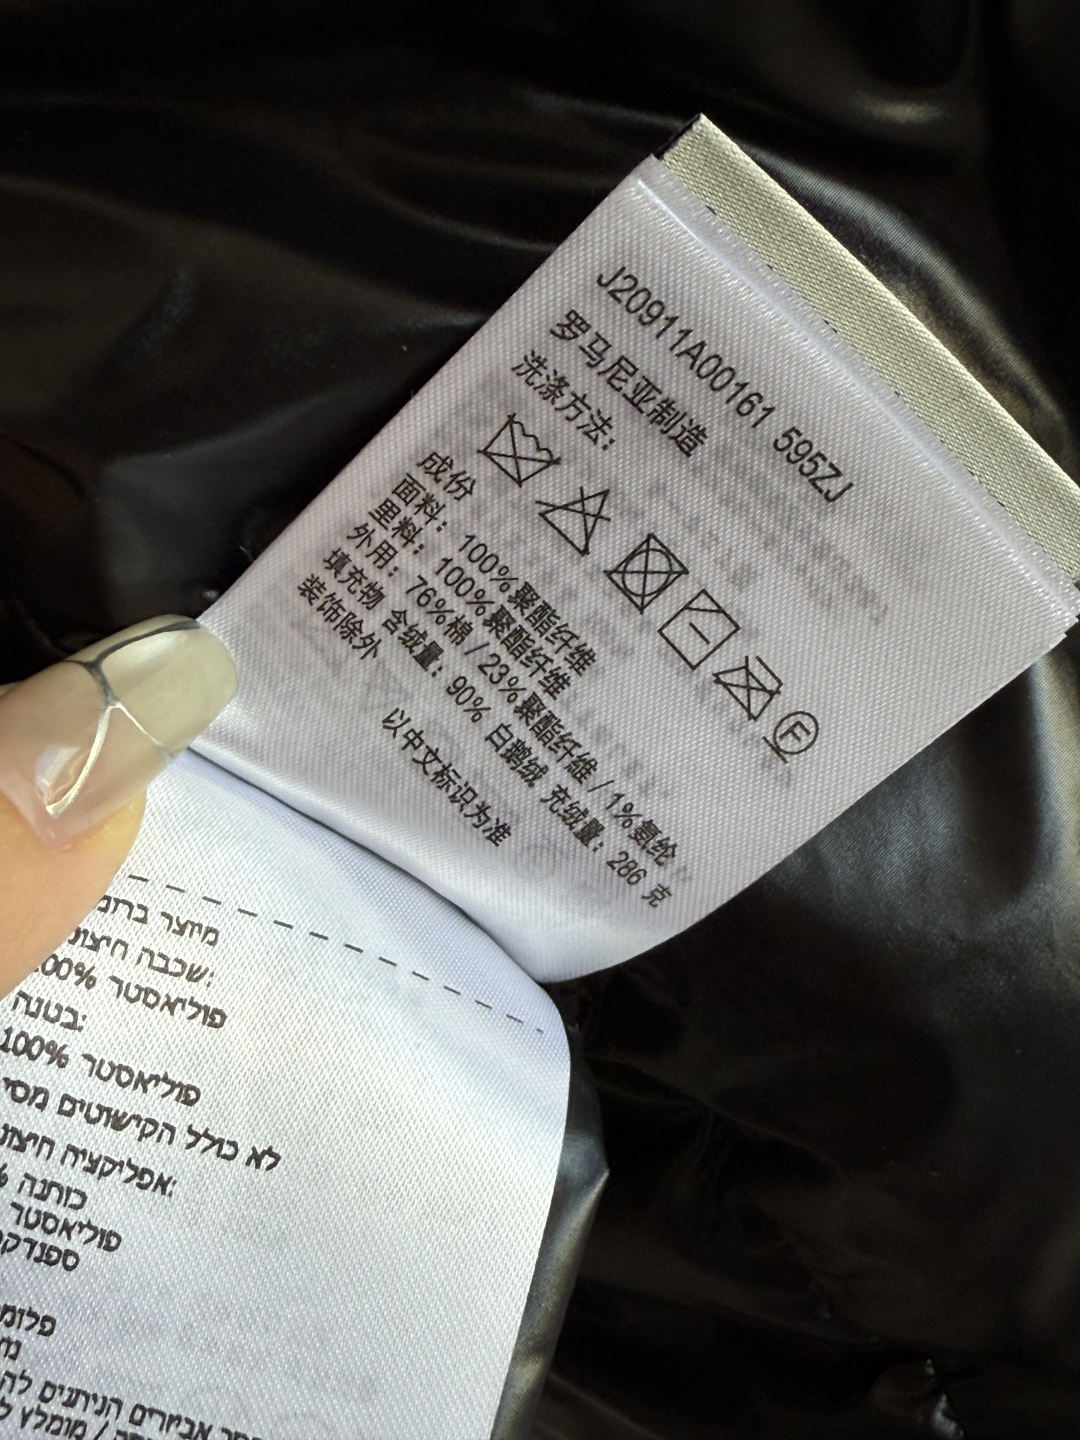 J20911A00161 595ZJ
罗马尼亚制造
洗涤方法:
F
成份
面料: 100%聚酯纤维
里料: 100%聚酯纤维
外用: 76%棉 / 23%聚酯纤维 / 1%氨纶
填充物 含绒量: 90% 白鹅绒 充绒量: 286 克
装饰除外
以中文标识为准
מיוצר
שכבה
פוליאסטר
בטנה:
פוליאסטר 100%
לא כולל הקישוטים
אפליקציה
כותנה
פוליאסטר
אביזרים הניתנים
/ מומלץ